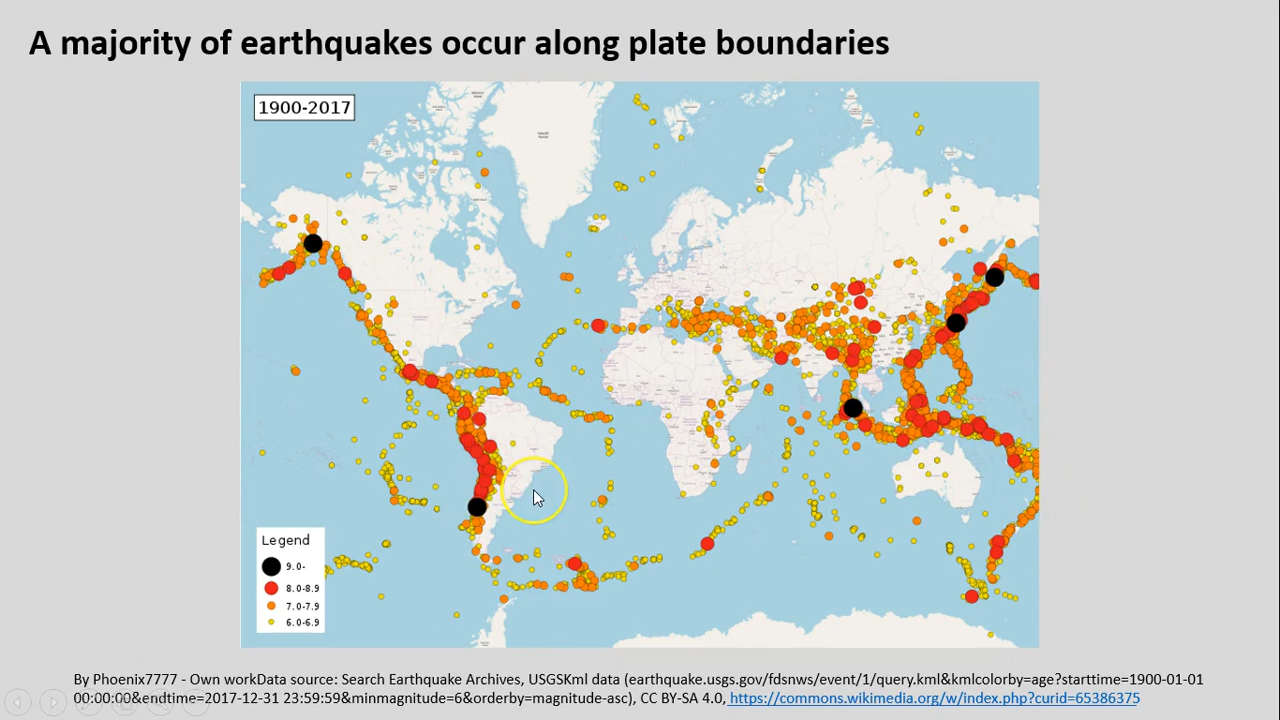 A majority of earthquakes occur along plate boundaries
1900-2017
Legend
9.0-
8.0-8.9
7.0-7.9
6.0-6.9
By Phoenix7777 - Own workData source: Search Earthquake Archives, USGSKml data (earthquake.usgs.gov/fdsnws/event/1/query.kml&kmlcolorby=age?starttime=1900-01-01
00:00:00&endtime=2017-12-31 23:59:59&minmagnitude=6&orderby=magnitude-asc), CC BY-SA 4.0, https://commons.wikimedia.org/w/index.php?curid=65386375